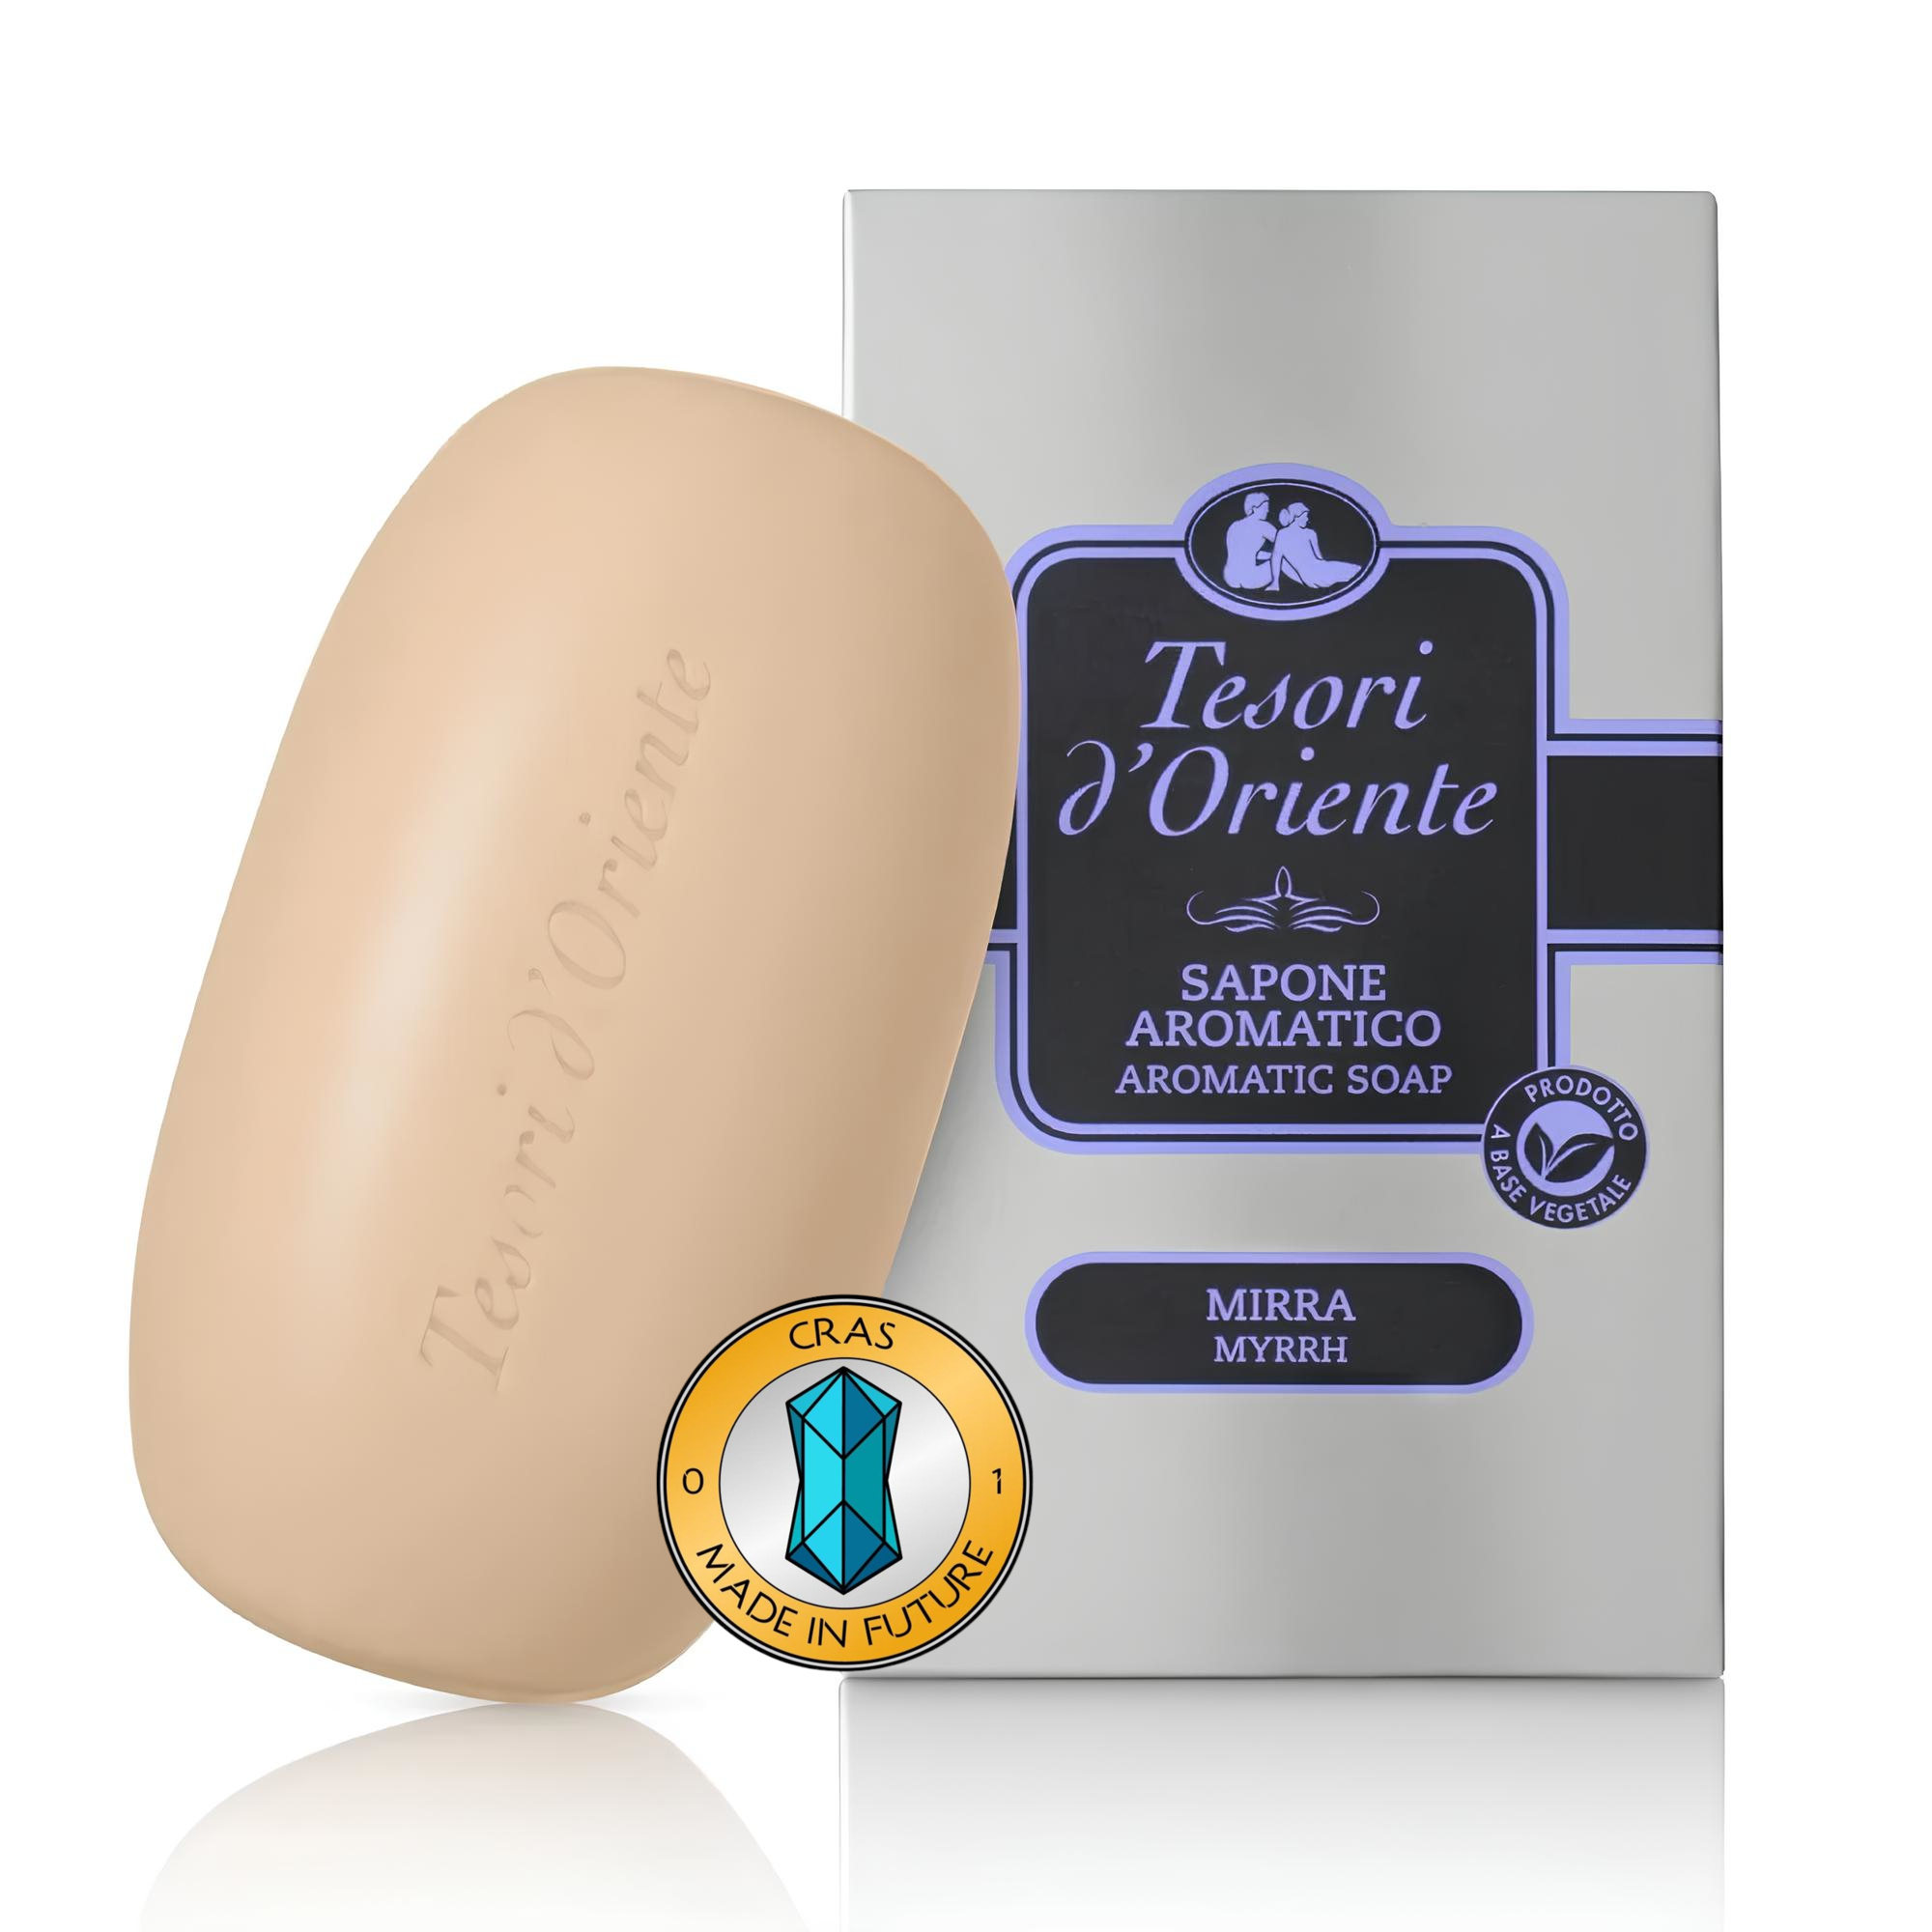 Tesori d'Oriente
Tesori
d'Oriente
SAPONE
AROMATICO
AROMATIC SOAP
PRODOTTO
A BASE VEGETALE
MIRRA
MYRRH
CRAS
0 1
MADE IN FUTURE